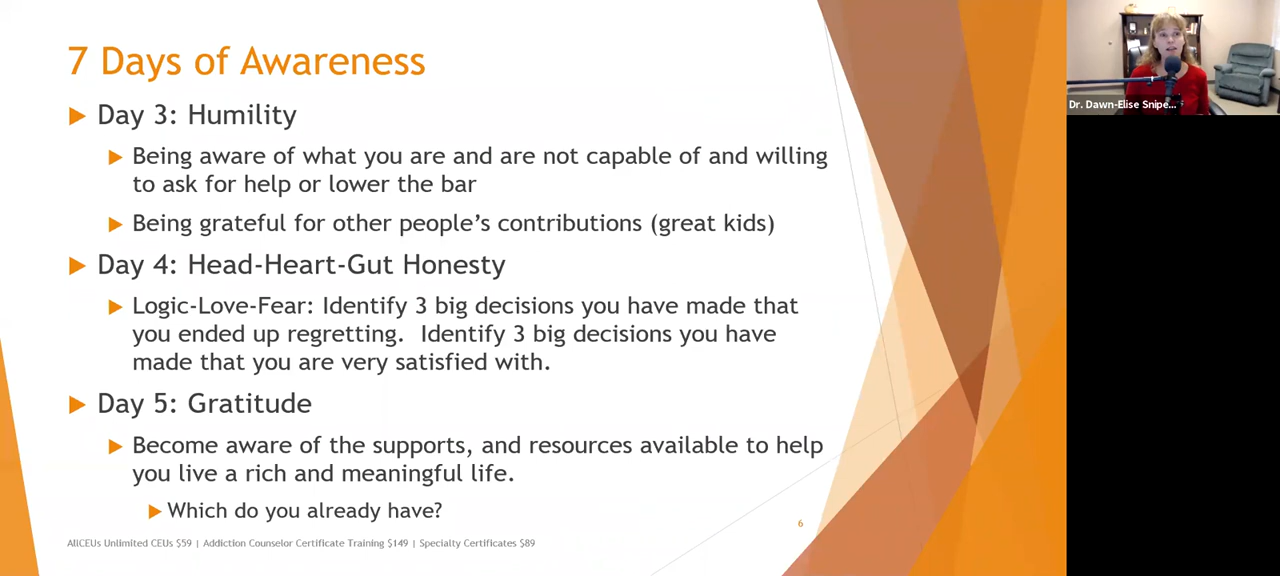 7 Days of Awareness
Day 3: Humility
Being aware of what you are and are not capable of and willing
to ask for help or lower the bar
Being grateful for other people’s contributions (great kids)
Day 4: Head-Heart-Gut Honesty
Logic-Love-Fear: Identify 3 big decisions you have made that
you ended up regretting. Identify 3 big decisions you have
made that you are very satisfied with.
Day 5: Gratitude
Become aware of the supports, and resources available to help
you live a rich and meaningful life.
Which do you already have?
6
AllCEUs Unlimited CEUs $59 | Addiction Counselor Certificate Training $149 | Specialty Certificates $89
Dr. Dawn-Elise Snipe...